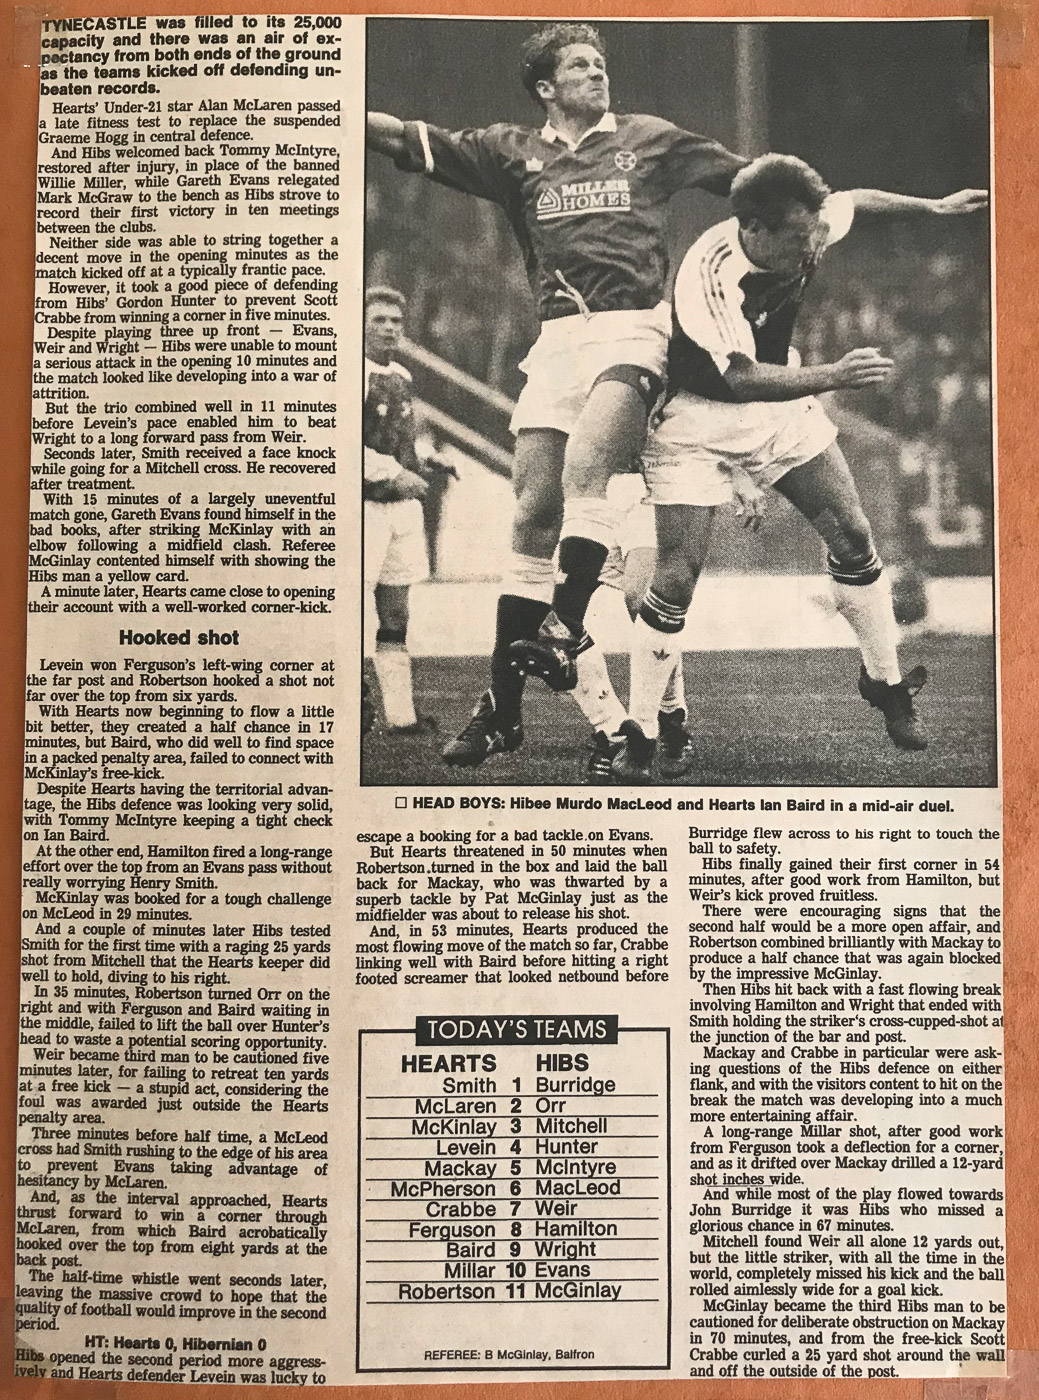 TYNECASTLE was filled to its 25,000
capacity and there was an air of ex-
pectancy from both ends of the ground
as the teams kicked off defending un-
beaten records.
Hearts' Under-21 star Alan McLaren passed
a late fitness test to replace the suspended
Graeme Hogg in central defence.
And Hibs welcomed back Tommy McIntyre,
restored after injury, in place of the banned
Willie Miller, while Gareth Evans relegated
Mark McGraw to the bench as Hibs strove to
record their first victory in ten meetings
between the clubs.
Neither side was able to string together a
decent move in the opening minutes as the
match kicked off at a typically frantic pace.
However, it took a good piece of defending
from Hibs' Gordon Hunter to prevent Scott
Crabbe from winning a corner in five minutes.
Despite playing three up front — Evans,
Weir and Wright — Hibs were unable to mount
a serious attack in the opening 10 minutes and
the match looked like developing into a war of
attrition.
But the trio combined well in 11 minutes
before Levein's pace enabled him to beat
Wright to a long forward pass from Weir.
Seconds later, Smith received a face knock
while going for a Mitchell cross. He recovered
after treatment.
With 15 minutes of a largely uneventful
match gone, Gareth Evans found himself in the
bad books, after striking McKinlay with an
elbow following a midfield clash. Referee
McGinlay contented himself with showing the
Hibs man a yellow card.
A minute later, Hearts came close to opening
their account with a well-worked corner-kick.
Hooked shot
Levein won Ferguson's left-wing corner at
the far post and Robertson hooked a shot not
far over the top from six yards.
With Hearts now beginning to flow a little
bit better, they created a half chance in 17
minutes, but Baird, who did well to find space
in a packed penalty area, failed to connect with
McKinlay's free-kick.
Despite Hearts having the territorial advan-
tage, the Hibs defence was looking very solid,
with Tommy McIntyre keeping a tight check
on Ian Baird.
At the other end, Hamilton fired a long-range
effort over the top from an Evans pass without
really worrying Henry Smith.
McKinlay was booked for a tough challenge
on McLeod in 29 minutes.
And a couple of minutes later Hibs tested
Smith for the first time with a raging 25 yards
shot from Mitchell that the Hearts keeper did
well to hold, diving to his right.
In 35 minutes, Robertson turned Orr on the
right and with Ferguson and Baird waiting in
the middle, failed to lift the ball over Hunter's
head to waste a potential scoring opportunity.
Weir became third man to be cautioned five
minutes later, for failing to retreat ten yards
at a free kick — a stupid act, considering the
foul was awarded just outside the Hearts
penalty area.
Three minutes before half time, a McLeod
cross had Smith rushing to the edge of his area
to prevent Evans taking advantage of
hesitancy by McLaren.
And, as the interval approached, Hearts
thrust forward to win a corner through
McLaren, from which Baird acrobatically
hooked over the top from eight yards at the
back post.
The half-time whistle went seconds later,
leaving the massive crowd to hope that the
quality of football would improve in the second
period.
HT: Hearts 0, Hibernian 0
Hibs opened the second period more aggress-
ively and Hearts defender Levein was lucky to
MILLER
HOMES
□ HEAD BOYS: Hibee Murdo MacLeod and Hearts Ian Baird in a mid-air duel.
escape a booking for a bad tackle on Evans.
But Hearts threatened in 50 minutes when
Robertson turned in the box and laid the ball
back for Mackay, who was thwarted by a
superb tackle by Pat McGinlay just as the
midfielder was about to release his shot.
And, in 53 minutes, Hearts produced the
most flowing move of the match so far, Crabbe
linking well with Baird before hitting a right
footed screamer that looked netbound before
TODAY'S TEAMS
HEARTS HIBS
Smith 1 Burridge
McLaren 2 Orr
McKinlay 3 Mitchell
Levein 4 Hunter
Mackay 5 McIntyre
McPherson 6 MacLeod
Crabbe 7 Weir
Ferguson 8 Hamilton
Baird 9 Wright
Millar 10 Evans
Robertson 11 McGinlay
REFEREE: B McGinlay, Balfron
Burridge flew across to his right to touch the
ball to safety.
Hibs finally gained their first corner in 54
minutes, after good work from Hamilton, but
Weir's kick proved fruitless.
There were encouraging signs that the
second half would be a more open affair, and
Robertson combined brilliantly with Mackay to
produce a half chance that was again blocked
by the impressive McGinlay.
Then Hibs hit back with a fast flowing break
involving Hamilton and Wright that ended with
Smith holding the striker's cross-cupped-shot at
the junction of the bar and post.
Mackay and Crabbe in particular were ask-
ing questions of the Hibs defence on either
flank, and with the visitors content to hit on the
break the match was developing into a much
more entertaining affair.
A long-range Millar shot, after good work
from Ferguson took a deflection for a corner,
and as it drifted over Mackay drilled a 12-yard
shot inches wide.
And while most of the play flowed towards
John Burridge it was Hibs who missed a
glorious chance in 67 minutes.
Mitchell found Weir all alone 12 yards out,
but the little striker, with all the time in the
world, completely missed his kick and the ball
rolled aimlessly wide for a goal kick.
McGinlay became the third Hibs man to be
cautioned for deliberate obstruction on Mackay
in 70 minutes, and from the free-kick Scott
Crabbe curled a 25 yard shot around the wall
and off the outside of the post.